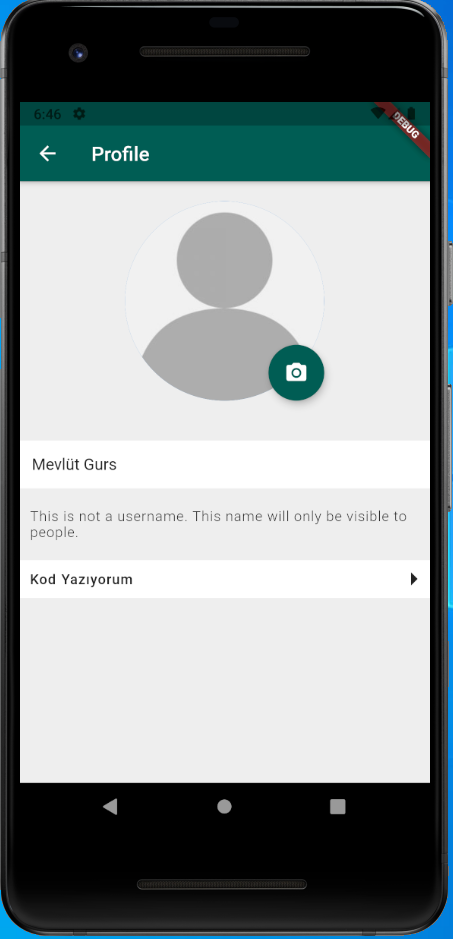 6:46
DEBUG
Profile
Mevlüt Gurs
This is not a username. This name will only be visible to
people.
Kod Yazıyorum